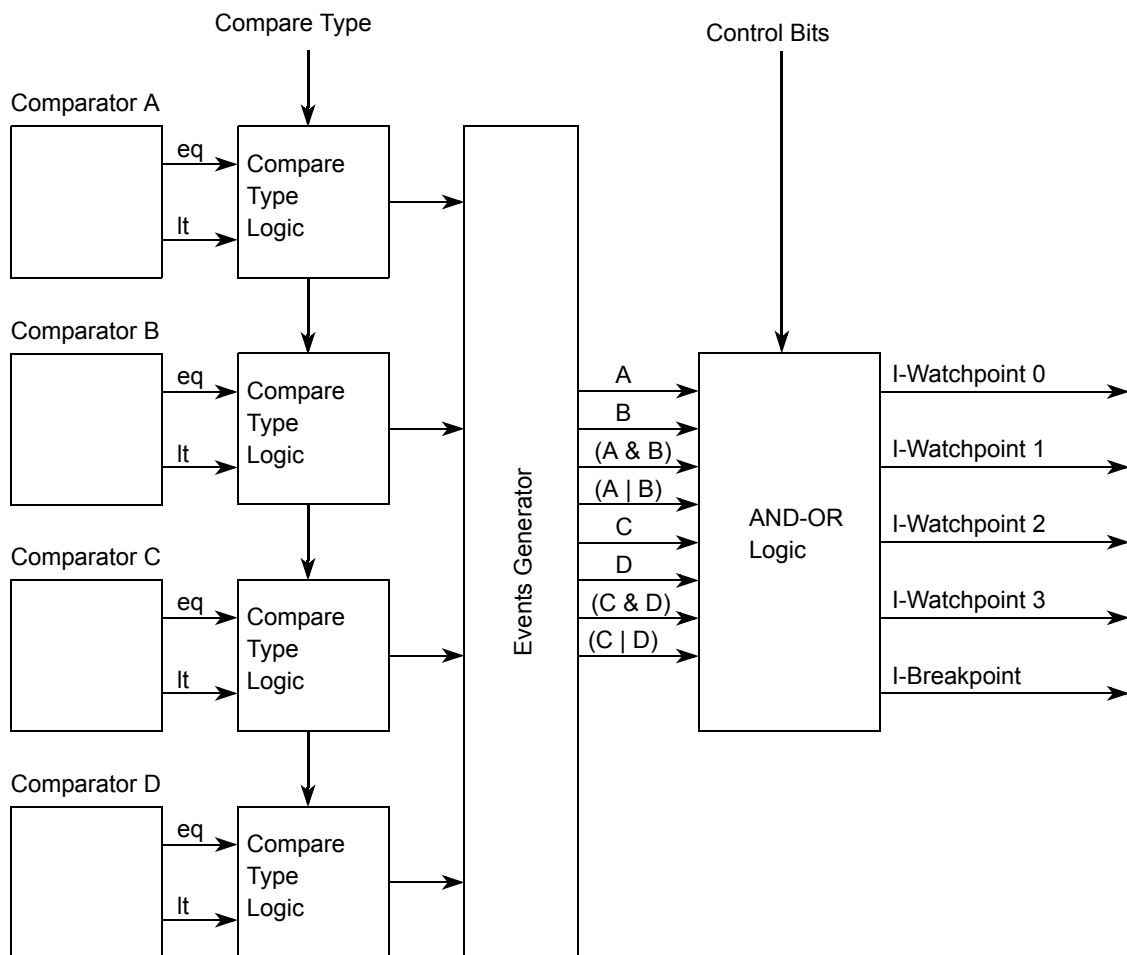 Compare Type
Control Bits
Comparator A
eq
lt
Compare
Type
Logic
Comparator B
eq
lt
Compare
Type
Logic
Comparator C
eq
lt
Compare
Type
Logic
Comparator D
eq
lt
Compare
Type
Logic
Events Generator
A
B
(A & B)
(A | B)
C
D
(C & D)
(C | D)
AND-OR
Logic
I-Watchpoint 0
I-Watchpoint 1
I-Watchpoint 2
I-Watchpoint 3
I-Breakpoint